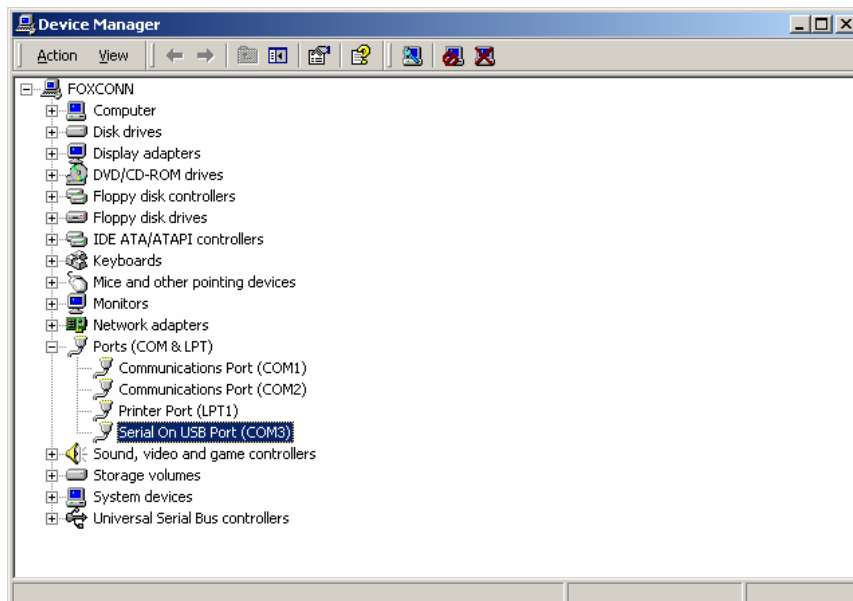 Device Manager
Action View
FOXCONN
Computer
Disk drives
Display adapters
DVD/CD-ROM drives
Floppy disk controllers
Floppy disk drives
IDE ATA/ATAPI controllers
Keyboards
Mice and other pointing devices
Monitors
Network adapters
Ports (COM & LPT)
Communications Port (COM1)
Communications Port (COM2)
Printer Port (LPT1)
Serial On USB Port (COM3)
Sound, video and game controllers
Storage volumes
System devices
Universal Serial Bus controllers